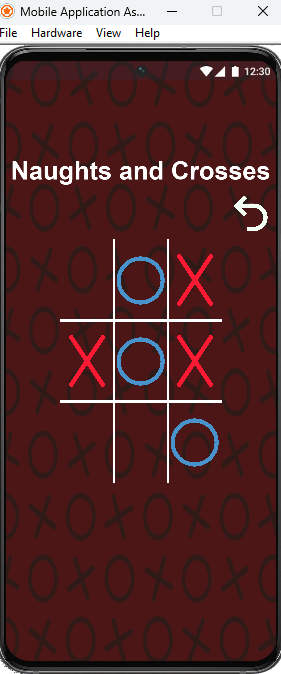 Mobile Application As...
File Hardware View Help
12:30
Naughts and Crosses
O X
X O X
O